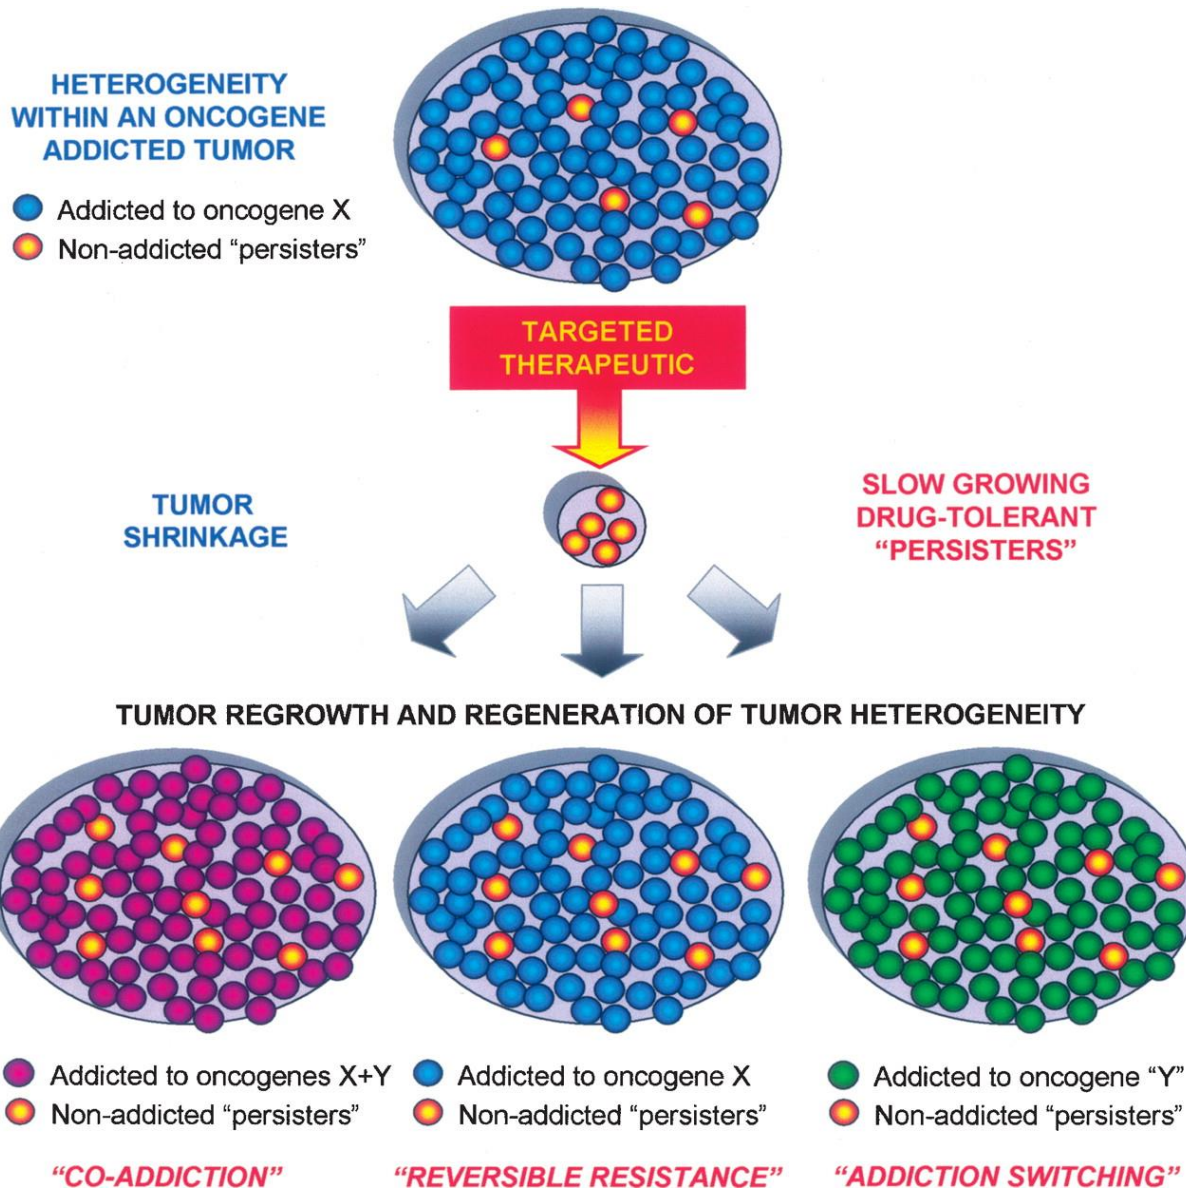 HETEROGENEITY
WITHIN AN ONCOGENE
ADDICTED TUMOR
Addicted to oncogene X
Non-addicted “persisters”
TARGETED
THERAPEUTIC
TUMOR
SHRINKAGE
SLOW GROWING
DRUG-TOLERANT
“PERSISTERS”
TUMOR REGROWTH AND REGENERATION OF TUMOR HETEROGENEITY
Addicted to oncogenes X+Y
Non-addicted “persisters”
“CO-ADDICTION”
Addicted to oncogene X
Non-addicted “persisters”
“REVERSIBLE RESISTANCE”
Addicted to oncogene “Y”
Non-addicted “persisters”
“ADDICTION SWITCHING”